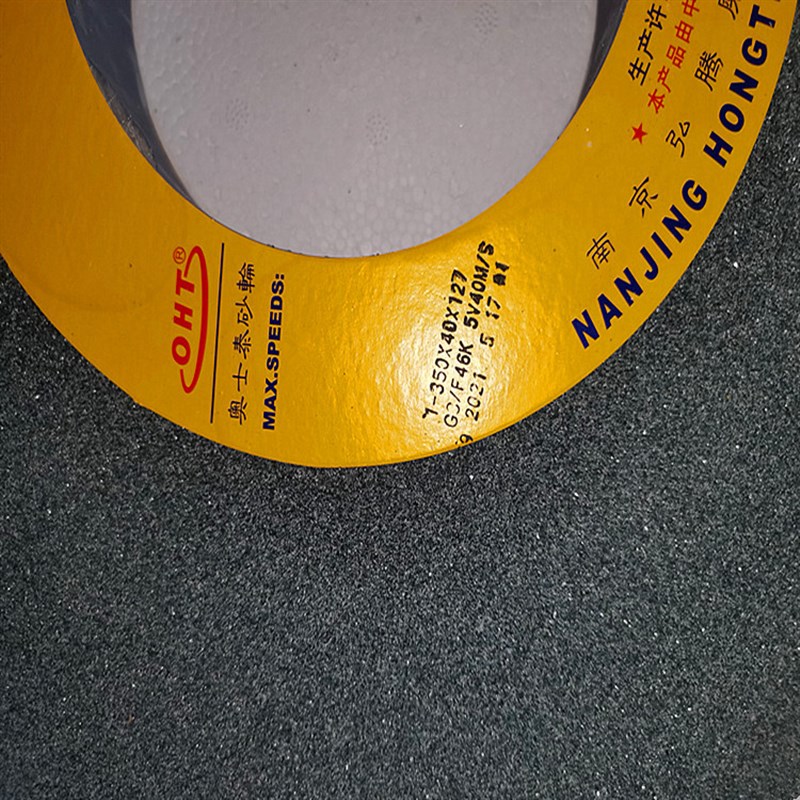 OHT®
奥士泰砂輪
MAX.SPEEDS:
1-350X40X127
GC/F46K 5V40M/S
2021 5 17
生产许
★本产品由中
南京弘腾
NANJING HONGT